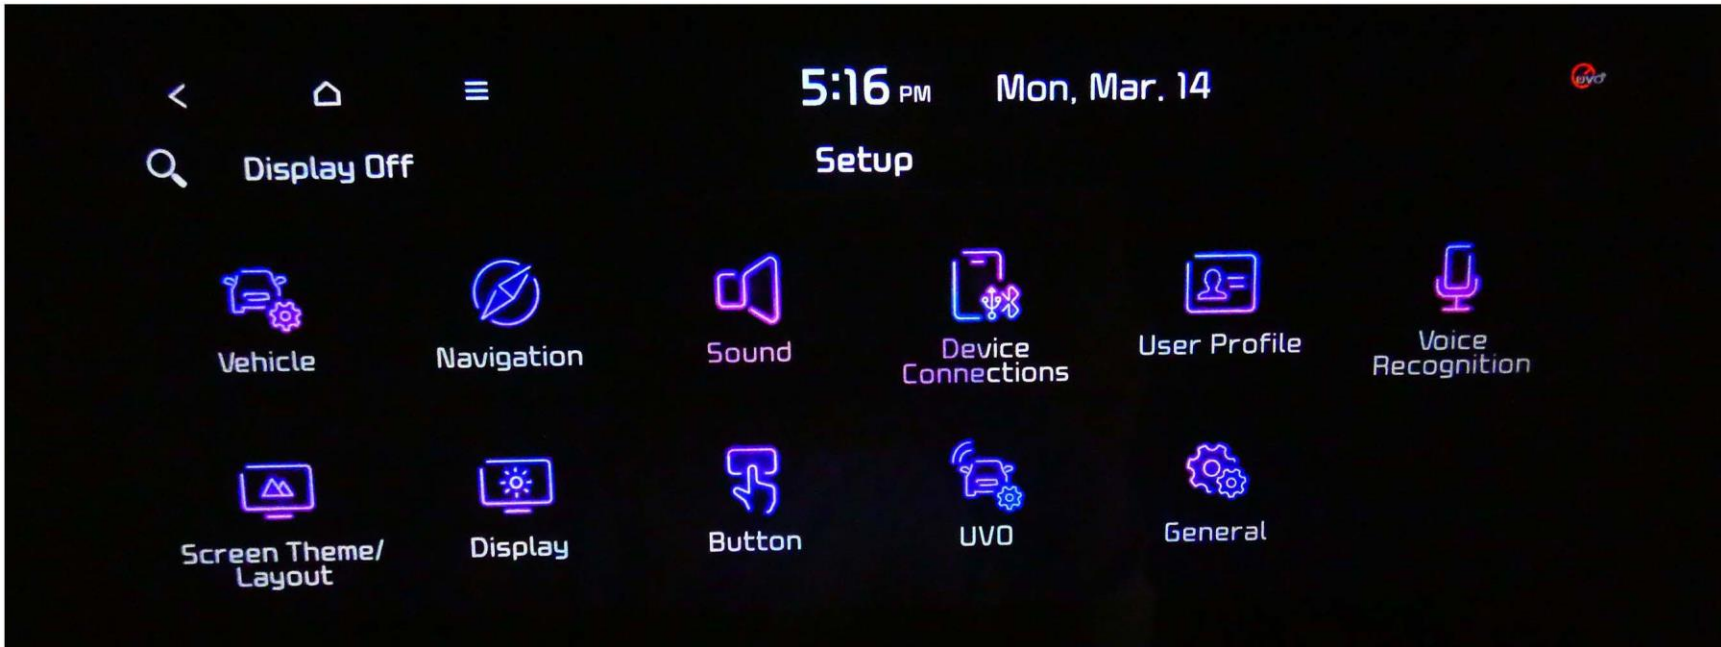 5:16 PM Mon, Mar. 14
UVO
Display Off
Setup
Vehicle
Navigation
Sound
Device
Connections
User Profile
Voice
Recognition
Screen Theme/
Layout
Display
Button
UVO
General